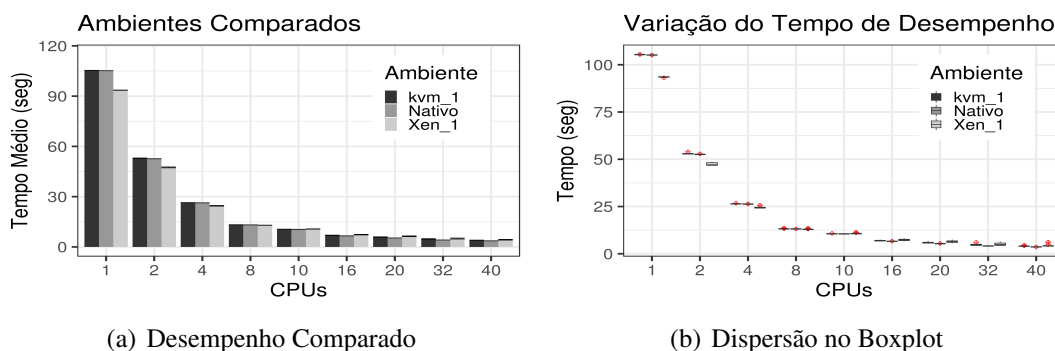 Ambientes Comparados
120
90
60
30
0
Tempo Médio (seg)
Ambiente
kvm_1
Nativo
Xen_1
1 2 4 8 10 16 20 32 40
CPUs
(a) Desempenho Comparado
Variação do Tempo de Desempenho
100
75
50
25
0
Tempo (seg)
Ambiente
kvm_1
Nativo
Xen_1
1 2 4 8 10 16 20 32 40
CPUs
(b) Dispersão no Boxplot